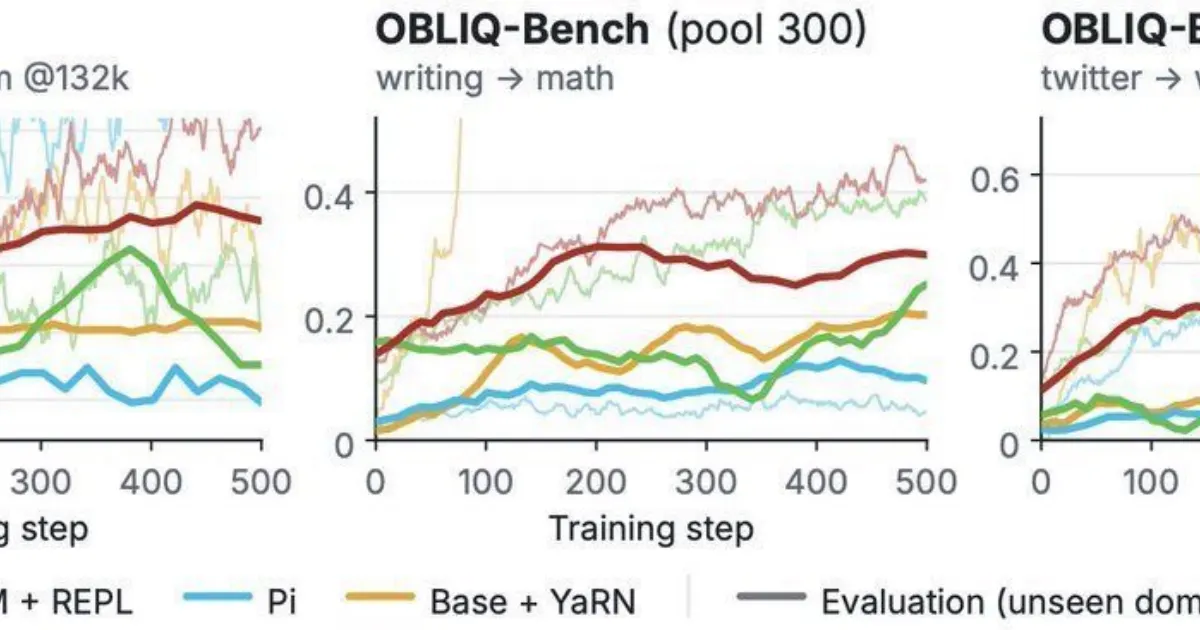 OBLIQ-Bench (pool 300)
@132k
writing → math
twitter →
0.4
0.2
0
0.6
0.4
0.2
0
300 400 500
0 100 200 300 400 500
0 100
step
Training step
+ REPL
Pi
Base + YaRN
Evaluation (unseen